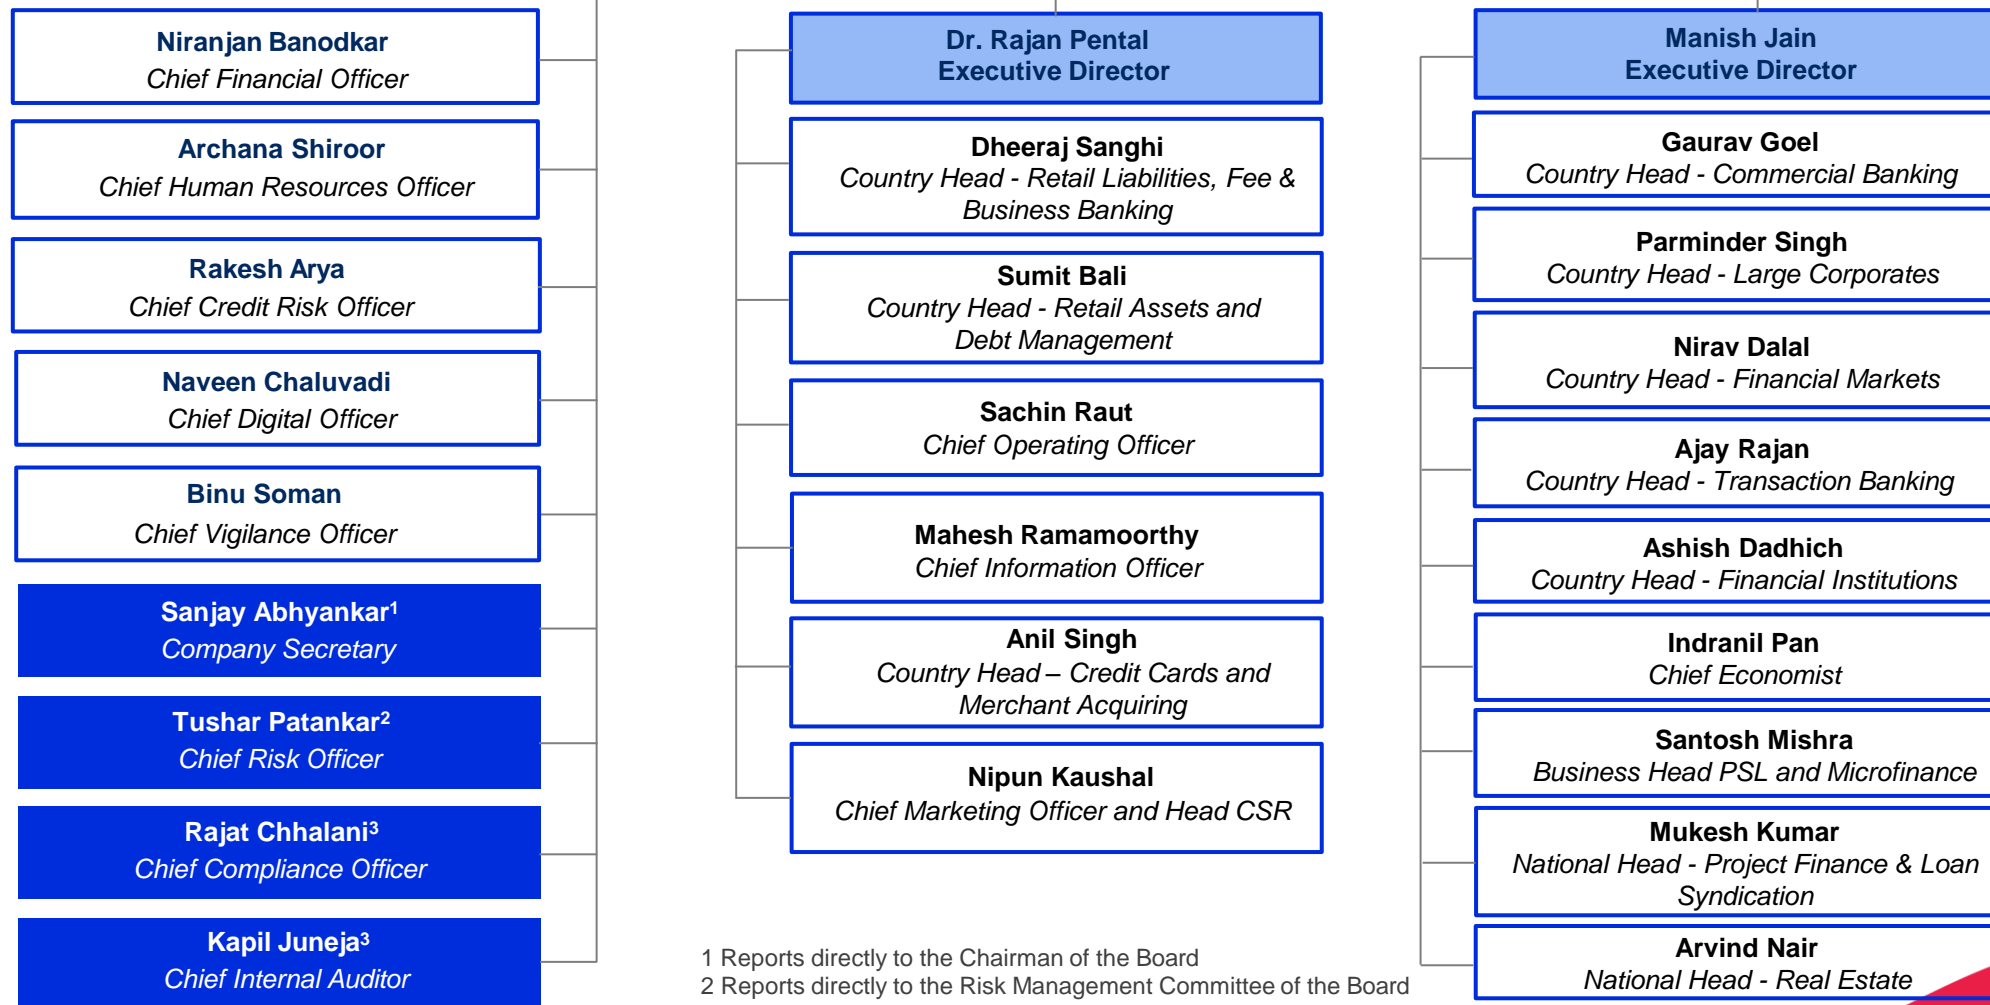 Niranjan Banodkar
Chief Financial Officer
Archana Shiroor
Chief Human Resources Officer
Rakesh Arya
Chief Credit Risk Officer
Naveen Chaluvadi
Chief Digital Officer
Binu Soman
Chief Vigilance Officer
Sanjay Abhyankar1
Company Secretary
Tushar Patankar2
Chief Risk Officer
Rajat Chhalani3
Chief Compliance Officer
Kapil Juneja3
Chief Internal Auditor
Dr. Rajan Pental
Executive Director
Dheeraj Sanghi
Country Head - Retail Liabilities, Fee &
Business Banking
Sumit Bali
Country Head - Retail Assets and
Debt Management
Sachin Raut
Chief Operating Officer
Mahesh Ramamoorthy
Chief Information Officer
Anil Singh
Country Head – Credit Cards and
Merchant Acquiring
Nipun Kaushal
Chief Marketing Officer and Head CSR
Manish Jain
Executive Director
Gaurav Goel
Country Head - Commercial Banking
Parminder Singh
Country Head - Large Corporates
Nirav Dalal
Country Head - Financial Markets
Ajay Rajan
Country Head - Transaction Banking
Ashish Dadhich
Country Head - Financial Institutions
Indranil Pan
Chief Economist
Santosh Mishra
Business Head PSL and Microfinance
Mukesh Kumar
National Head - Project Finance & Loan
Syndication
Arvind Nair
National Head - Real Estate
1 Reports directly to the Chairman of the Board
2 Reports directly to the Risk Management Committee of the Board